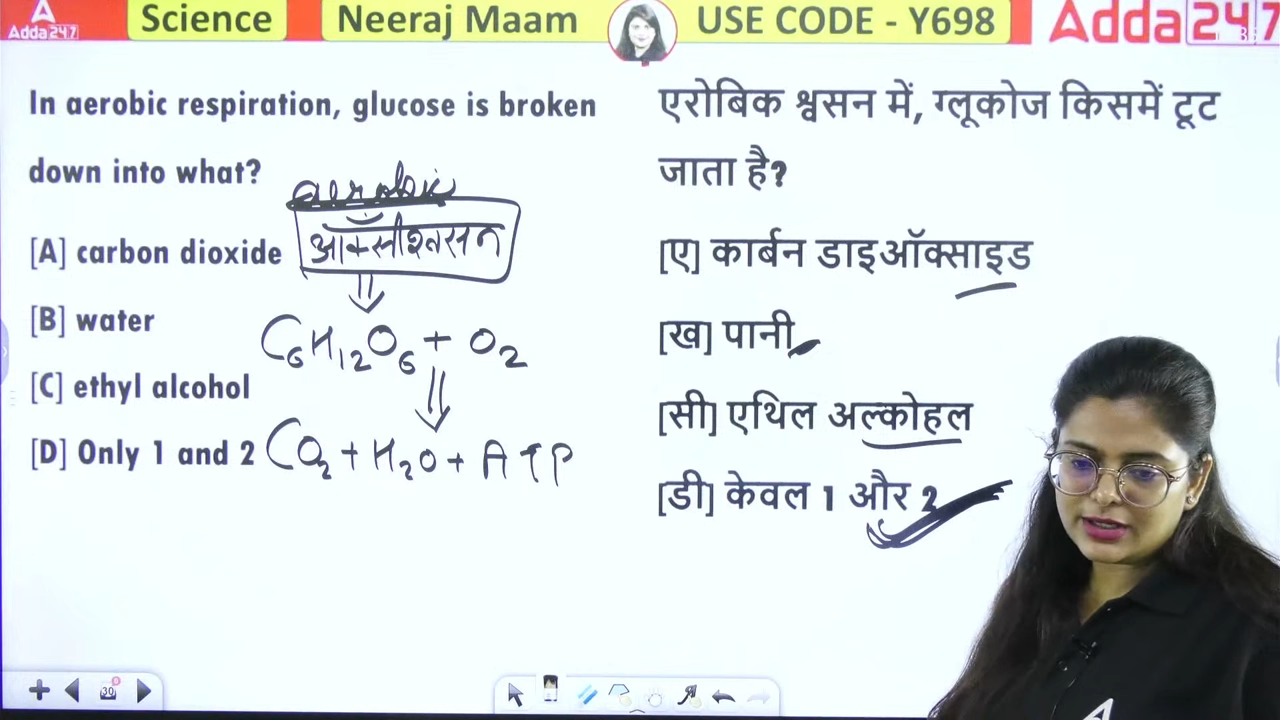 Adda247
Science
Neeraj Maam
USE CODE - Y698
Adda247
In aerobic respiration, glucose is broken
down into what?
[A] carbon dioxide
[B] water
[C] ethyl alcohol
[D] Only 1 and 2
aerobic
ऑक्सीश्वसन
C6H12O6 + O2
CO2 + H2O + ATP
एरोबिक श्वसन में, ग्लूकोज किसमें टूट
जाता है?
[ए] कार्बन डाइऑक्साइड
[ख] पानी
[सी] एथिल अल्कोहल
[डी] केवल 1 और 2
30